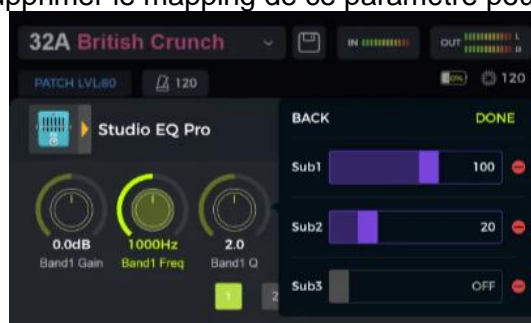 pprimer le mapping de ce paramètre pou
32A British Crunch
IN
OUT
L
R
PATCH LVL:60
120
0%
120
Studio EQ Pro
BACK
DONE
Sub1
100
Sub2
20
Sub3
OFF
0.0dB
1000Hz
2.0
Band1 Gain
Band1 Freq
Band1 Q
1
2